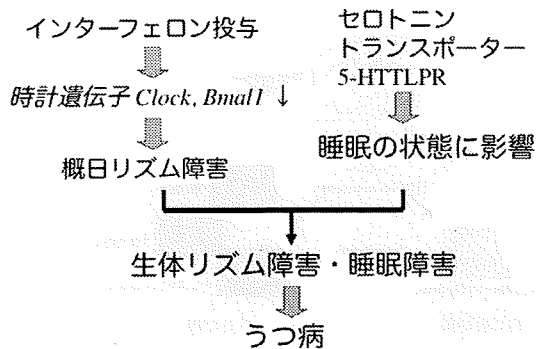 インターフェロン投与
時計遺伝子 Clock, Bmal1 ↓
概日リズム障害
セロトニン
トランスポーター
5-HTTLPR
睡眠の状態に影響
生体リズム障害・睡眠障害
うつ病